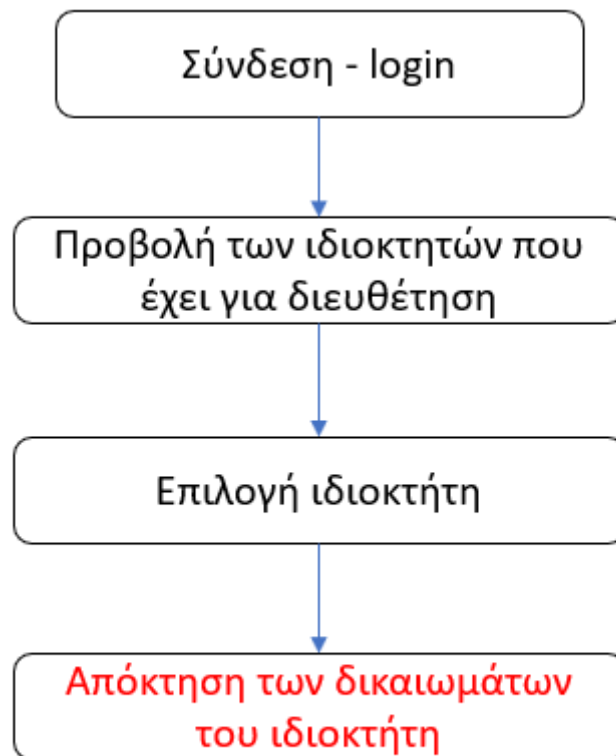 Σύνδεση - login
Προβολή των ιδιοκτητών που
έχει για διευθέτηση
Επιλογή ιδιοκτήτη
Απόκτηση των δικαιωμάτων
του ιδιοκτήτη